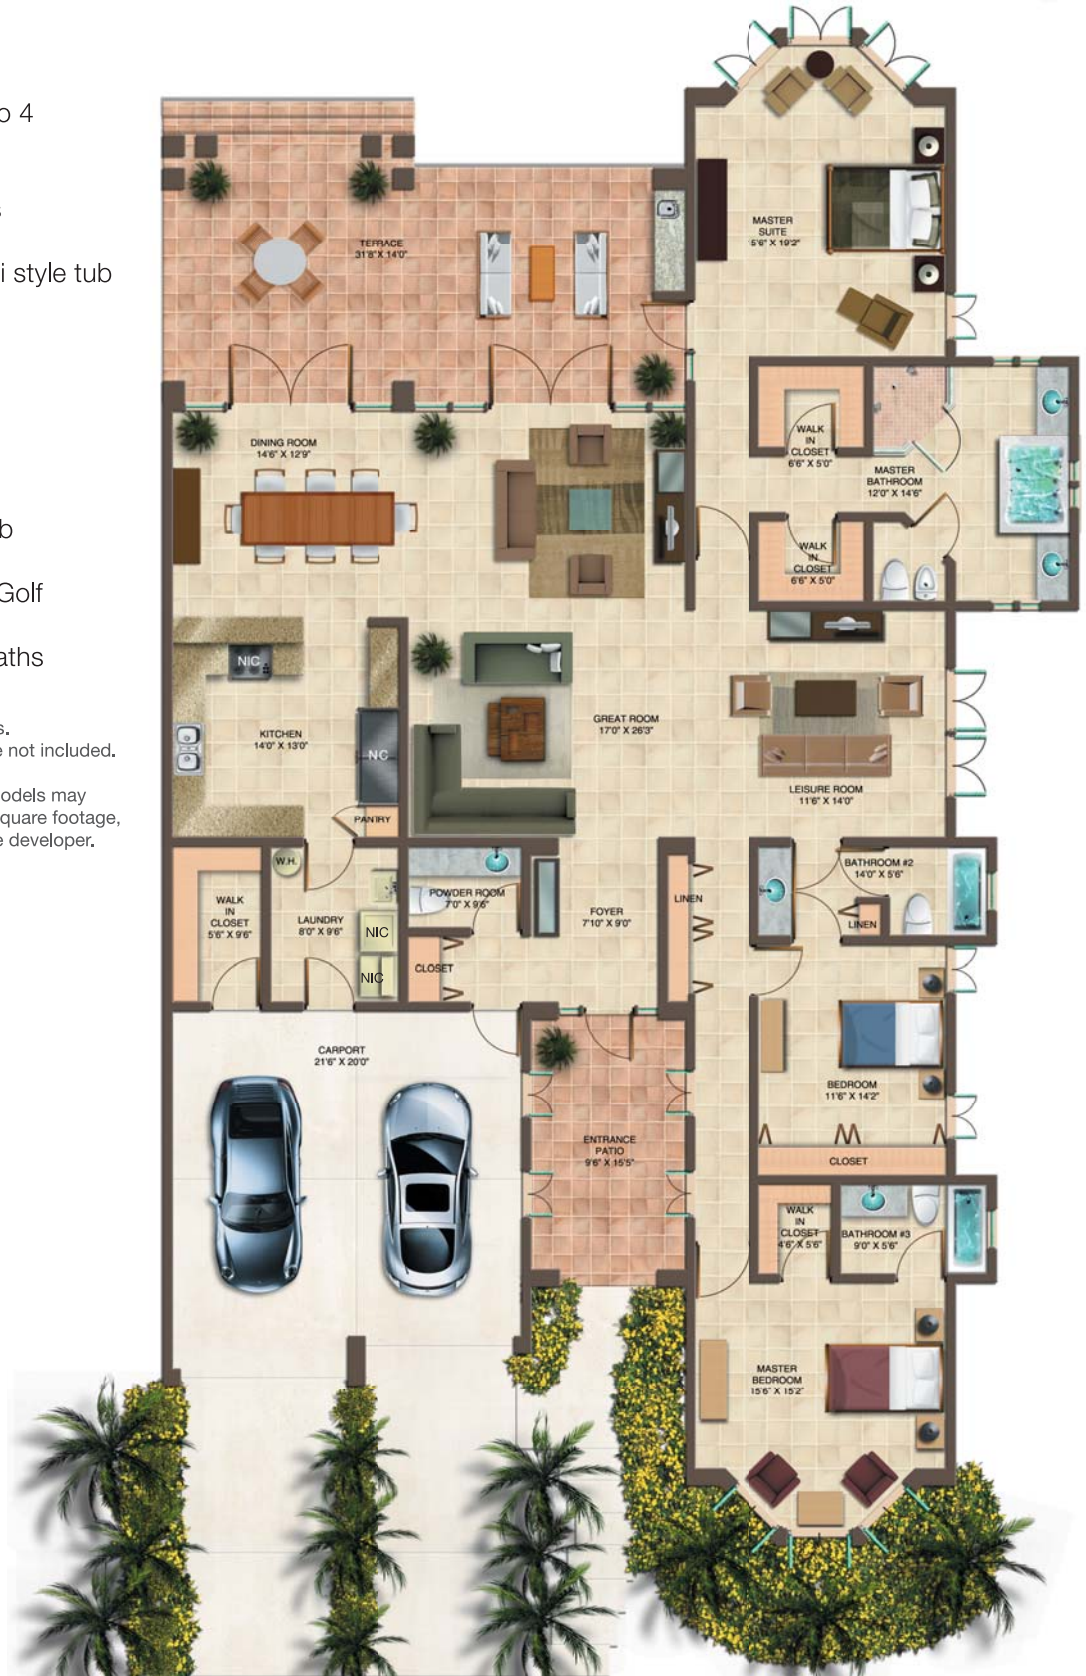 o 4
s
i style tub
b
Golf
aths
s.
e not included.
odels may
quare footage,
e developer.
TERRACE
31'8" X 14'0"
MASTER
SUITE
5'6" X 19'2"
DINING ROOM
14'6" X 12'9"
WALK
IN
CLOSET
6'6" X 5'0"
MASTER
BATHROOM
12'0" X 14'6"
WALK
IN
CLOSET
6'6" X 5'0"
NIC
KITCHEN
14'0" X 13'0"
NC
PANTRY
GREAT ROOM
17'0" X 26'3"
LEISURE ROOM
11'6" X 14'0"
W.H.
WALK
IN
CLOSET
5'6" X 9'6"
LAUNDRY
8'0" X 9'6"
NIC
NIC
POWDER ROOM
7'0" X 9'6"
CLOSET
FOYER
7'10" X 9'0"
LINEN
BATHROOM #2
14'0" X 5'6"
LINEN
CARPORT
21'6" X 20'0"
ENTRANCE
PATIO
9'6" X 15'5"
BEDROOM
11'6" X 14'2"
CLOSET
WALK
IN
CLOSET
4'6" X 5'6"
BATHROOM #3
9'0" X 5'6"
MASTER
BEDROOM
15'6" X 15'2"